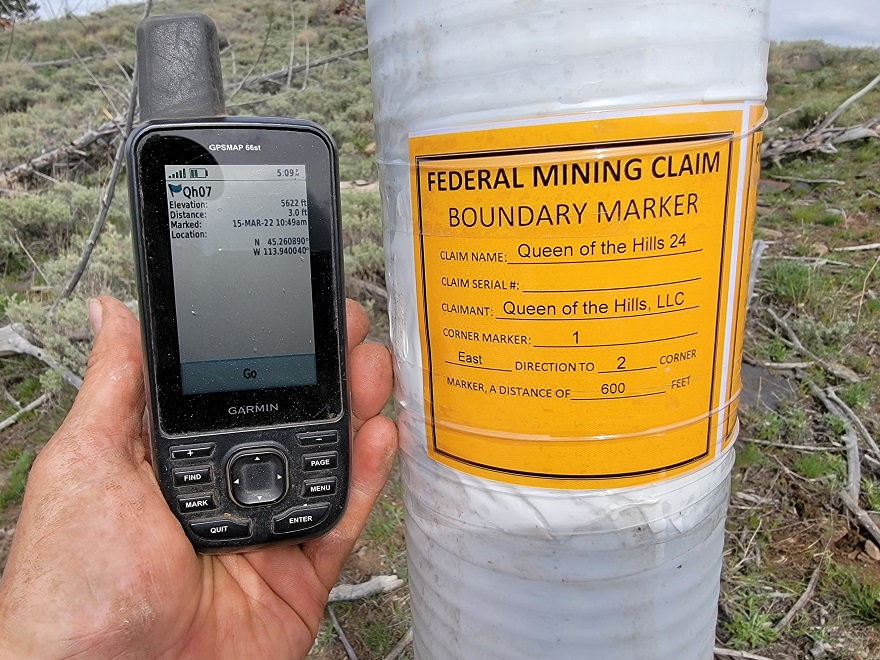 GPSMAP 66st
5:09
Qh07
Elevation: 5622 ft
Distance: 3.0 ft
Marked: 15-MAR-22 10:49am
Location:
N 45.260890°
W 113.940040°
Go
GARMIN
+ -
FIND PAGE
MARK MENU
QUIT ENTER
FEDERAL MINING CLAIM
BOUNDARY MARKER
CLAIM NAME: Queen of the Hills 24
CLAIM SERIAL #:
CLAIMANT: Queen of the Hills, LLC
CORNER MARKER: 1
East DIRECTION TO 2 CORNER
MARKER, A DISTANCE OF 600 FEET